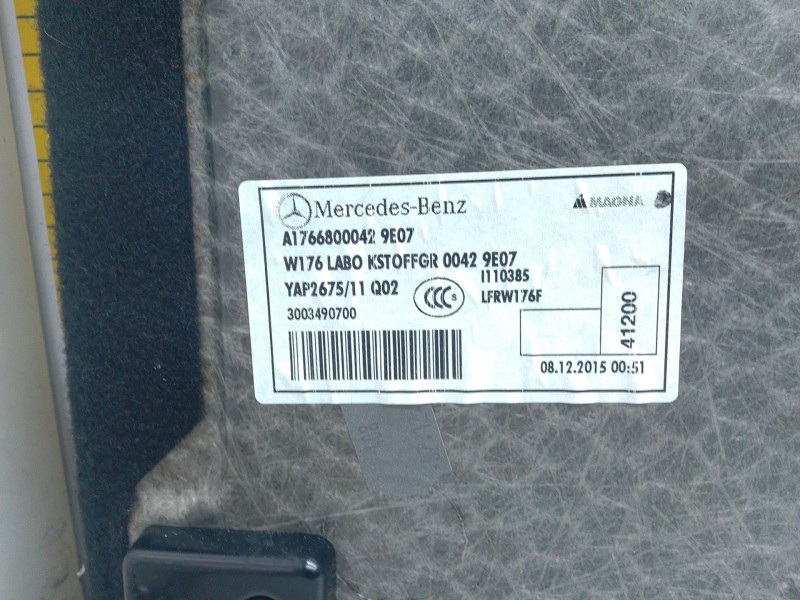 Mercedes-Benz
MAGNA
A1766800042 9E07
W176 LABO KSTOFFGR 0042 9E07
YAP2675/11 Q02
CCC S
I110385
LFRW176F
3003490700
41200
08.12.2015 00:51